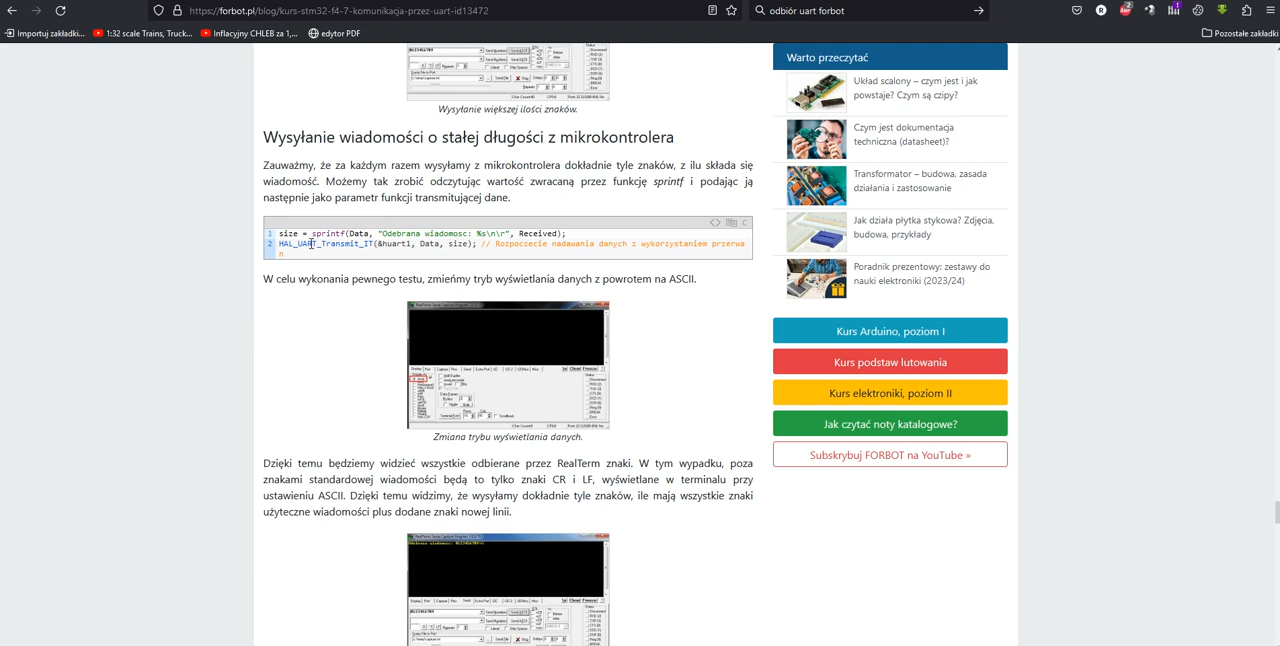 https://forbot.pl/blog/kurs-stm32-f4-7-komunikacja-przez-uart-id13472
odbiór uart forbot
Importuj zakładki...
1:32 scale Trains, Truck...
Inflacyjny CHLEB za 1,...
edytor PDF
Pozostałe zakładki
Wysyłanie większej ilości znaków.
Wysyłanie wiadomości o stałej długości z mikrokontrolera
Zauważmy, że za każdym razem wysyłamy z mikrokontrolera dokładnie tyle znaków, z ilu składa się
wiadomość. Możemy tak zrobić odczytując wartość zwracaną przez funkcję sprintf i podając ją
następnie jako parametr funkcji transmitującej dane.
1 size = sprintf(Data, "Odebrana wiadomosc: %s\n\r", Received);
2 HAL_UART_Transmit_IT(&huart1, Data, size); // Rozpoczecie nadawania danych z wykorzystaniem przerwa
n
W celu wykonania pewnego testu, zmieńmy tryb wyświetlania danych z powrotem na ASCII.
Zmiana trybu wyświetlania danych.
Dzięki temu będziemy widzieć wszystkie odbierane przez RealTerm znaki. W tym wypadku, poza
znakami standardowej wiadomości będą to tylko znaki CR i LF, wyświetlane w terminalu przy
ustawieniu ASCII. Dzięki temu widzimy, że wysyłamy dokładnie tyle znaków, ile mają wszystkie znaki
użyteczne wiadomości plus dodane znaki nowej linii.
Warto przeczytać
Układ scalony – czym jest i jak
powstaje? Czym są czipy?
Czym jest dokumentacja
techniczna (datasheet)?
Transformator – budowa, zasada
działania i zastosowanie
Jak działa płytka stykowa? Zdjęcia,
budowa, przykłady
Poradnik prezentowy: zestawy do
nauki elektroniki (2023/24)
Kurs Arduino, poziom I
Kurs podstaw lutowania
Kurs elektroniki, poziom II
Jak czytać noty katalogowe?
Subskrybuj FORBOT na YouTube »